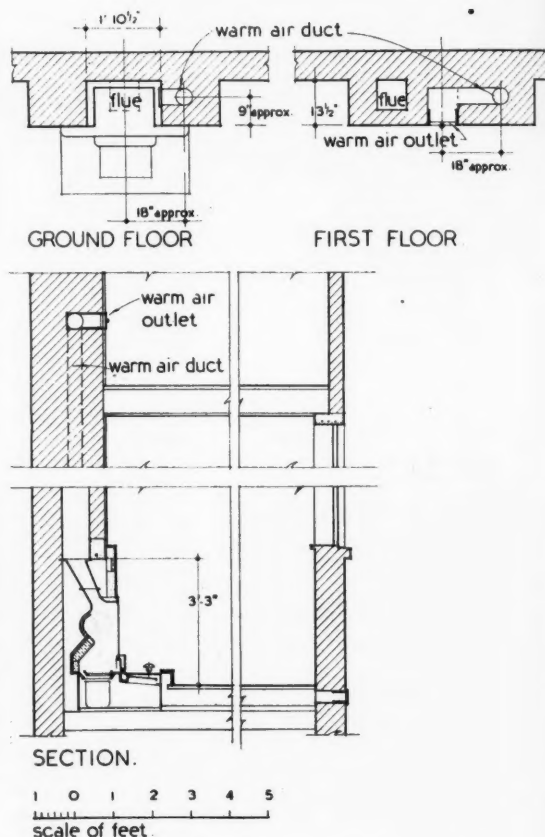 1' 10½"
warm air duct
flue
9" approx.
18" approx.
GROUND FLOOR
flue
13½"
warm air outlet
18" approx.
FIRST FLOOR
warm air
outlet
warm air duct
3'-3"
SECTION.
1 0 1 2 3 4 5
scale of feet.